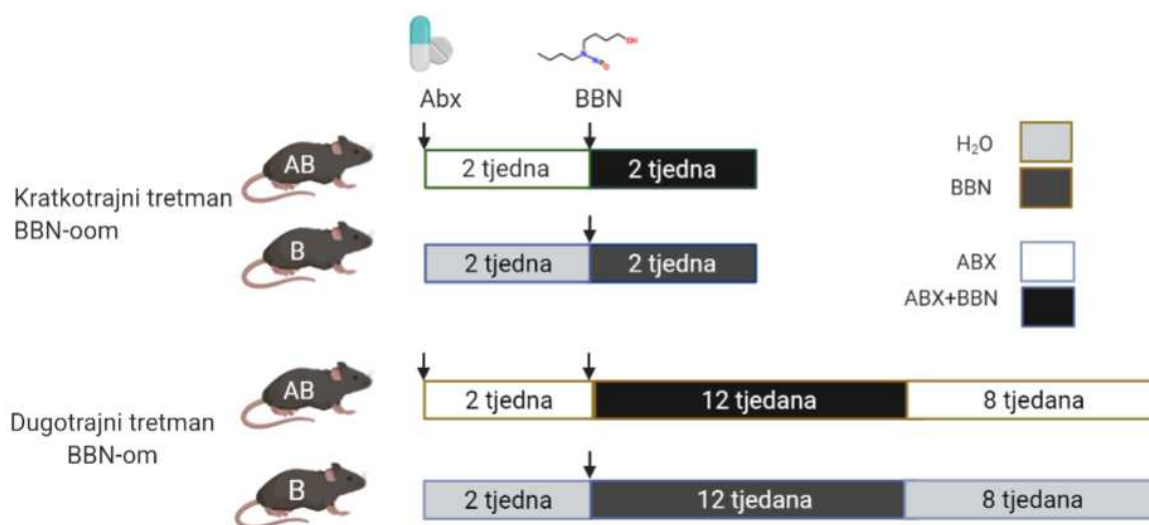 Abx
BBN
AB
2 tjedna
2 tjedna
Kratkotrajni tretman
BBN-oom
B
2 tjedna
2 tjedna
H₂O
BBN
ABX
ABX+BBN
AB
2 tjedna
12 tjedana
8 tjedana
Dugotrajni tretman
BBN-om
B
2 tjedna
12 tjedana
8 tjedana